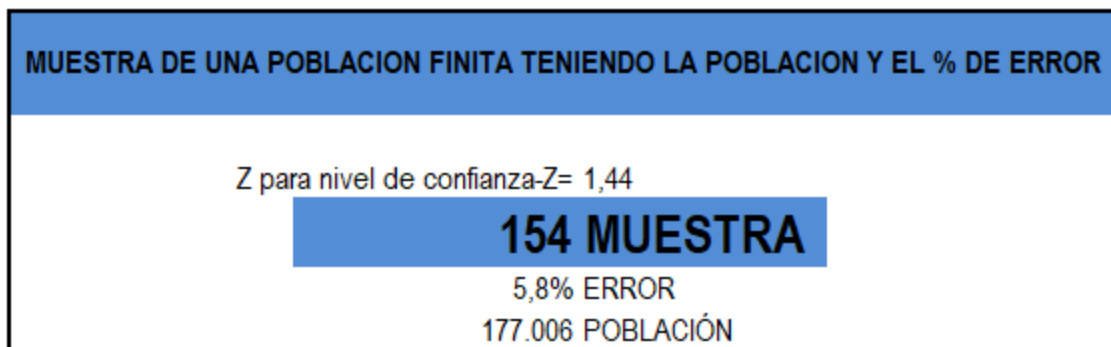 MUESTRA DE UNA POBLACION FINITA TENIENDO LA POBLACION Y EL % DE ERROR
Z para nivel de confianza-Z= 1,44
154 MUESTRA
5,8% ERROR
177.006 POBLACIÓN